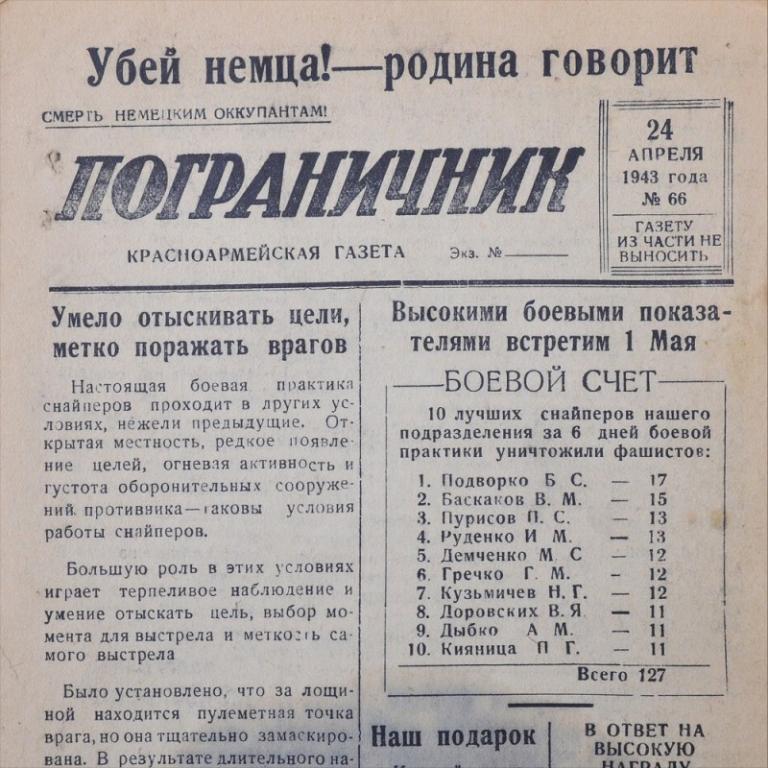 Убей немца!—родина говорит
СМЕРТЬ НЕМЕЦКИМ ОККУПАНТАМ!
ПОГРАНИЧНИК
КРАСНОАРМЕЙСКАЯ ГАЗЕТА Экз. №
24
АПРЕЛЯ
1943 года
№ 66
ГАЗЕТУ
ИЗ ЧАСТИ НЕ
ВЫНОСИТЬ
Умело отыскивать цели,
метко поражать врагов
Настоящая боевая практика
снайперов проходит в других ус-
ловиях, нежели предыдущие. От-
крытая местность, редкое появле-
ние целей, огневая активность и
густота оборонительных сооруже-
ний противника—таковы условия
работы снайперов.
Большую роль в этих условиях
играет терпеливое наблюдение и
умение отыскать цель, выбор мо-
мента для выстрела и меткость са-
мого выстрела
Было установлено, что за лощи-
ной находится пулеметная точка
врага, но она тщательно замаскиро-
вана. В результате длительного на-
Высокими боевыми показа-
телями встретим 1 Мая
БОЕВОЙ СЧЕТ
10 лучших снайперов нашего
подразделения за 6 дней боевой
практики уничтожили фашистов:
1. Подворко Б С. — 17
2. Баскаков В. М. — 15
3. Пурисов П. С. — 13
4. Руденко И М. — 13
5. Демченко М. С — 12
6. Гречко Г. М. - 12
7. Кузьмичев Н. Г. — 12
8. Доровских В. Я — 11
9. Дыбко А М. — 11
10. Кияница П Г. — 11
Всего 127
Наш подарок
В ОТВЕТ НА
ВЫСОКУЮ
НАГРАДУ